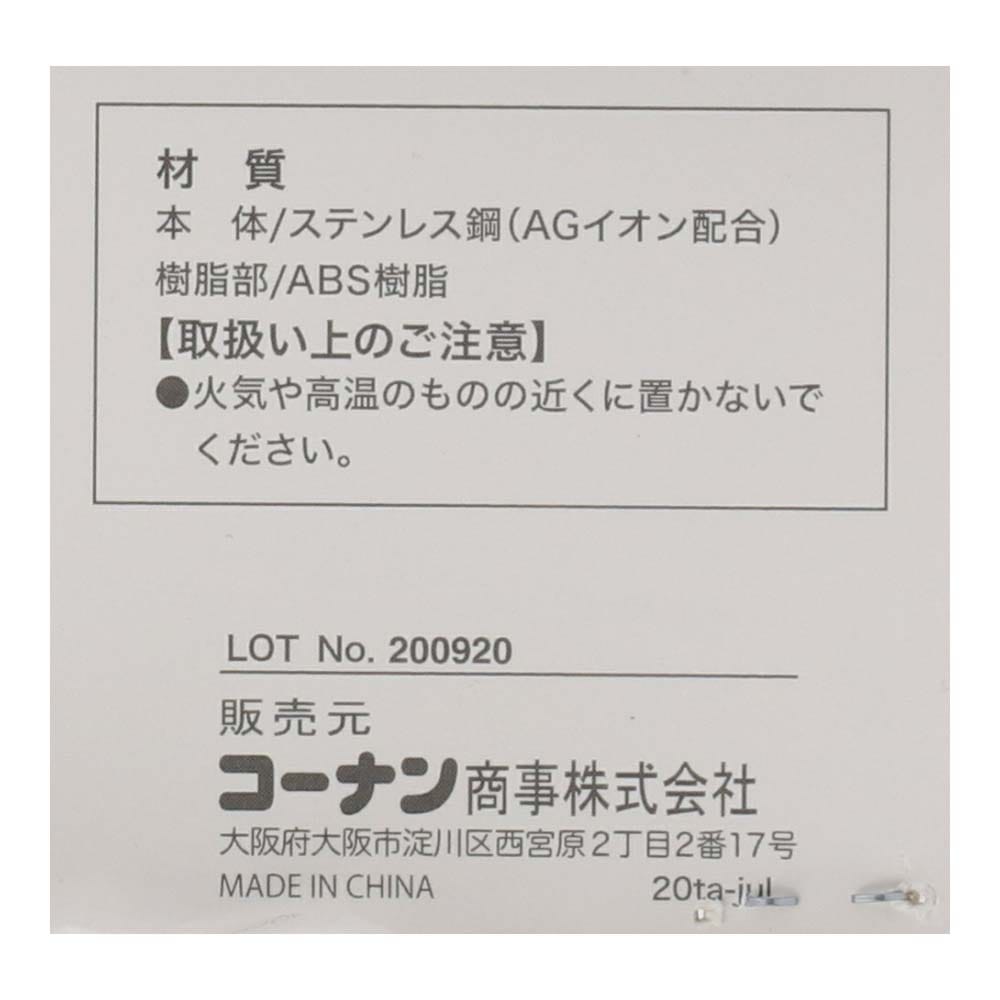 材 質
本 体/ステンレス鋼(AGイオン配合)
樹脂部/ABS樹脂
【取扱い上のご注意】
●火気や高温のものの近くに置かないで
ください。
LOT No. 200920
販売元
コーナン商事株式会社
大阪府大阪市淀川区西宮原2丁目2番17号
MADE IN CHINA 20ta-jul